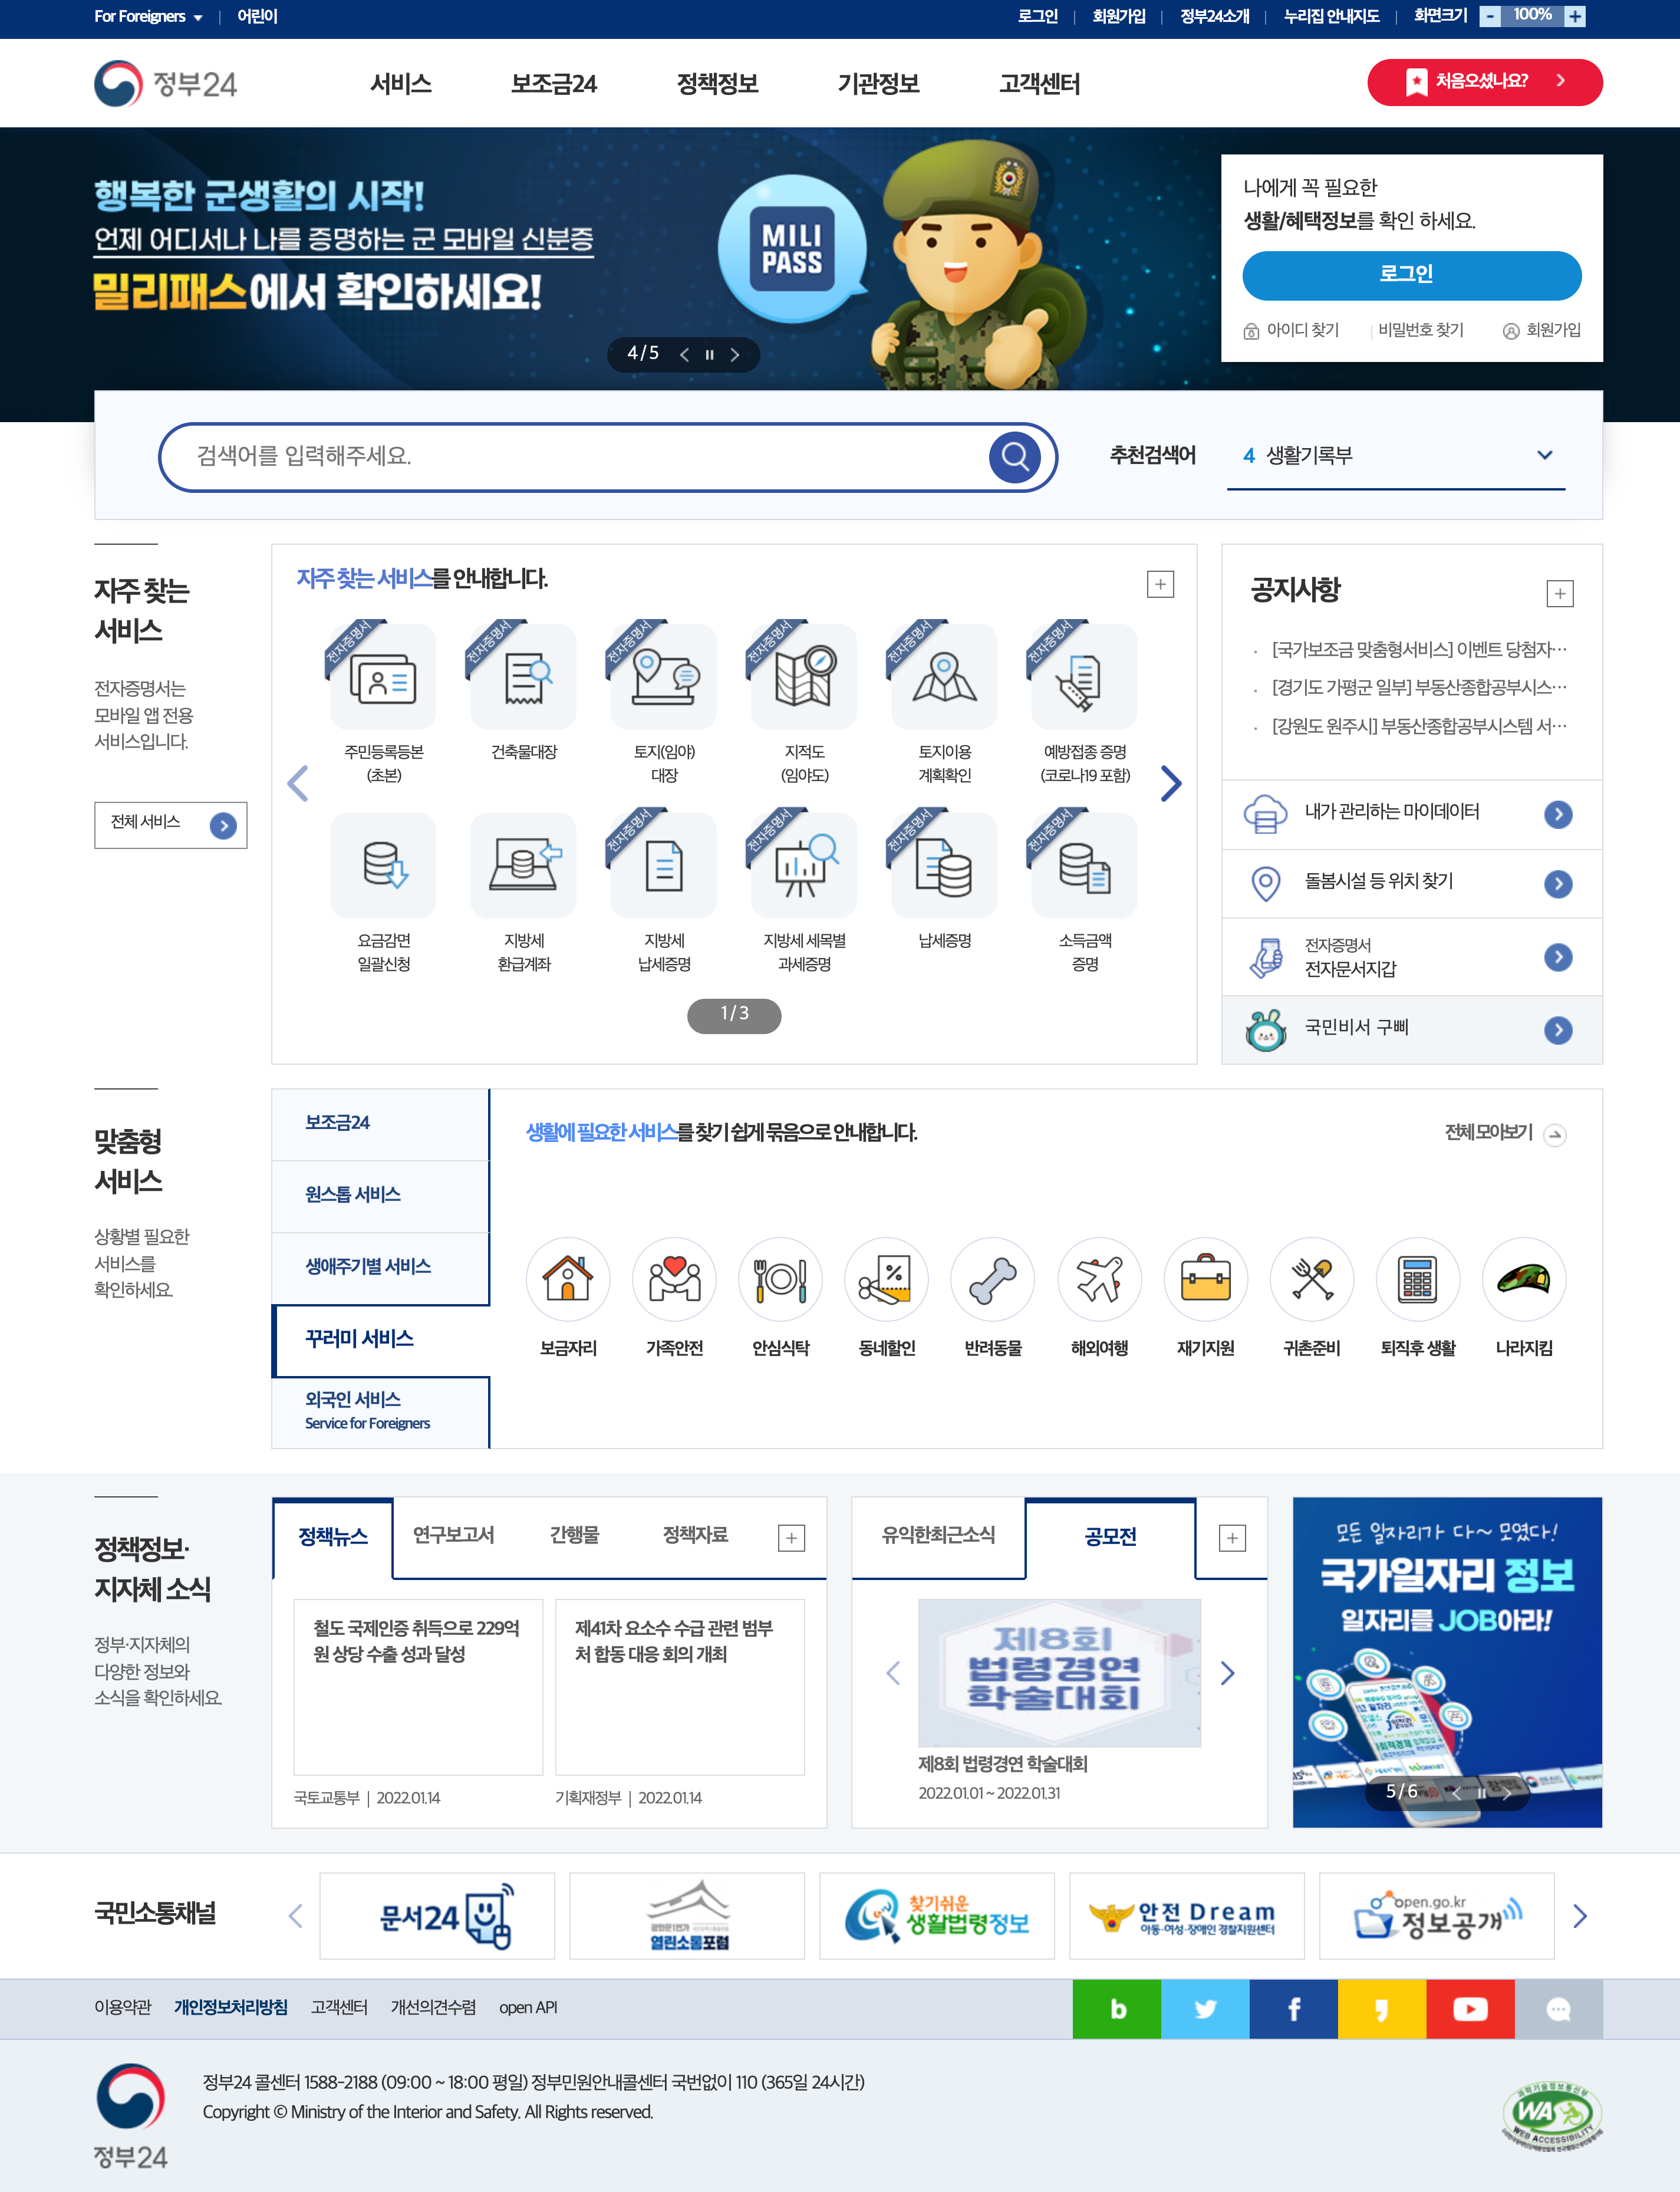 For Foreigners
어린이
로그인
회원가입
정부24소개
누리집 안내지도
화면크기
- 100% +
정부24
서비스
보조금24
정책정보
기관정보
고객센터
처음오셨나요?
행복한 군생활의 시작!
언제 어디서나 나를 증명하는 군 모바일 신분증
밀리패스에서 확인하세요!
MILI
PASS
4/5
나에게 꼭 필요한
생활/혜택정보를 확인 하세요.
로그인
아이디 찾기
비밀번호 찾기
회원가입
검색어를 입력해주세요.
추천검색어
4 생활기록부
자주 찾는
서비스
전자증명서는
모바일 앱 전용
서비스입니다.
전체 서비스
자주 찾는 서비스를 안내합니다.
전자증명서
전자증명서
전자증명서
전자증명서
전자증명서
전자증명서
주민등록등본
(초본)
건축물대장
토지(임야)
대장
지적도
(임야도)
토지이용
계획확인
예방접종 증명
(코로나19 포함)
전자증명서
전자증명서
전자증명서
전자증명서
요금감면
일괄신청
지방세
환급계좌
지방세
납세증명
지방세 세목별
과세증명
납세증명
소득금액
증명
1/3
공지사항
· [국가보조금 맞춤형서비스] 이벤트 당첨자…
· [경기도 가평군 일부] 부동산종합공부시스…
· [강원도 원주시] 부동산종합공부시스템 서…
내가 관리하는 마이데이터
돌봄시설 등 위치 찾기
전자증명서
전자문서지갑
국민비서 구삐
맞춤형
서비스
상황별 필요한
서비스를
확인하세요.
보조금24
원스톱 서비스
생애주기별 서비스
꾸러미 서비스
외국인 서비스
Service for Foreigners
생활에 필요한 서비스를 찾기 쉽게 묶음으로 안내합니다.
전체 모아보기
보금자리
가족안전
안심식탁
동네할인
반려동물
해외여행
재기지원
귀촌준비
퇴직후 생활
나라지킴
정책정보·
지자체 소식
정부·지자체의
다양한 정보와
소식을 확인하세요.
정책뉴스
연구보고서
간행물
정책자료
철도 국제인증 취득으로 229억
원 상당 수출 성과 달성
국토교통부 | 2022.01.14
제41차 요소수 수급 관련 범부
처 합동 대응 회의 개최
기획재정부 | 2022.01.14
유익한최근소식
공모전
제8회
법령경연
학술대회
제8회 법령경연 학술대회
2022.01.01 ~ 2022.01.31
모든 일자리가 다~ 모였다!
국가일자리 정보
일자리를 JOB아라!
5/6
국민소통채널
문서24
광화문1번가
열린소통포럼
찾기쉬운
생활법령정보
안전 Dream
아동·여성·장애인 경찰지원센터
open.go.kr
정보공개
이용약관
개인정보처리방침
고객센터
개선의견수렴
open API
정부24
정부24 콜센터 1588-2188 (09:00 ~ 18:00 평일) 정부민원안내콜센터 국번없이 110 (365일 24시간)
Copyright © Ministry of the Interior and Safety. All Rights reserved.
과학기술정보통신부
WA
WEB ACCESSIBILITY